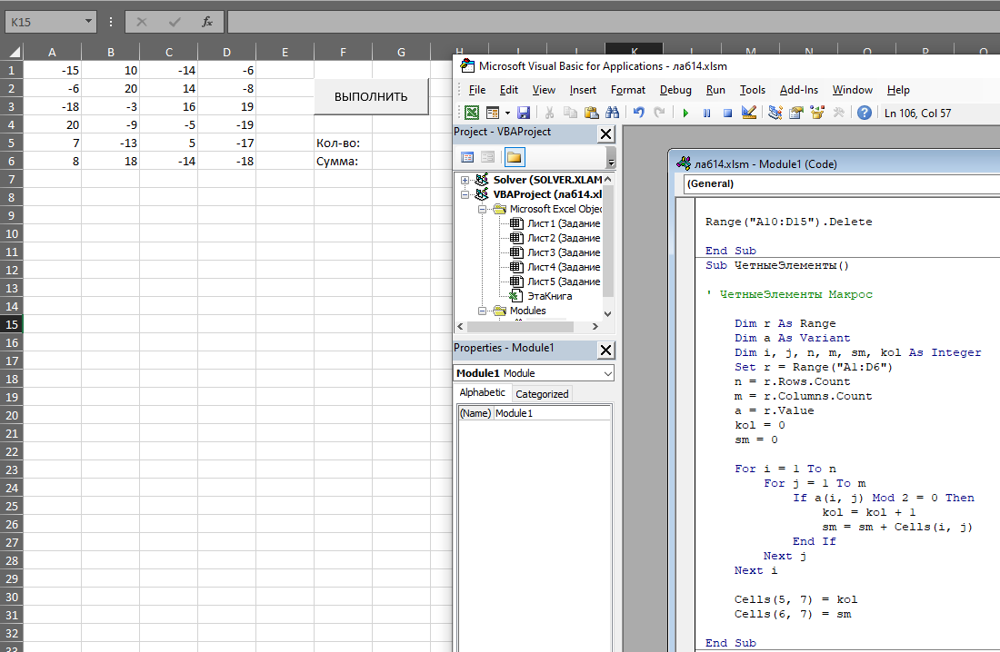 K15
fx
A B C D E F G H I J K L M N O P Q
1 -15 10 -14 -6
2 -6 20 14 -8
3 -18 -3 16 19
4 20 -9 -5 -19
5 7 -13 5 -17 Кол-во:
6 8 18 -14 -18 Сумма:
7
8
9
10
11
12
13
14
15
16
17
18
19
20
21
22
23
24
25
26
27
28
29
30
31
32
33
ВЫПОЛНИТЬ
Microsoft Visual Basic for Applications - ла614.xlsm
File Edit View Insert Format Debug Run Tools Add-Ins Window Help
Ln 106, Col 57
Project - VBAProject
Solver (SOLVER.XLAM
VBAProject (ла614.xl
Microsoft Excel Objec
Лист1 (Задание
Лист2 (Задание
Лист3 (Задание
Лист4 (Задание
Лист5 (Задание
ЭтаКнига
Modules
Properties - Module1
Module1 Module
Alphabetic Categorized
(Name) Module1
ла614.xlsm - Module1 (Code)
(General)
Range("A10:D15").Delete
End Sub
Sub ЧетныеЭлементы()
' ЧетныеЭлементы Макрос
Dim r As Range
Dim a As Variant
Dim i, j, n, m, sm, kol As Integer
Set r = Range("A1:D6")
n = r.Rows.Count
m = r.Columns.Count
a = r.Value
kol = 0
sm = 0
For i = 1 To n
For j = 1 To m
If a(i, j) Mod 2 = 0 Then
kol = kol + 1
sm = sm + Cells(i, j)
End If
Next j
Next i
Cells(5, 7) = kol
Cells(6, 7) = sm
End Sub